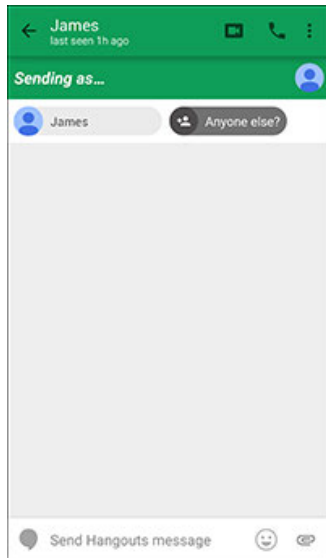 James
last seen 1h ago
Sending as...
James
Anyone else?
Send Hangouts message